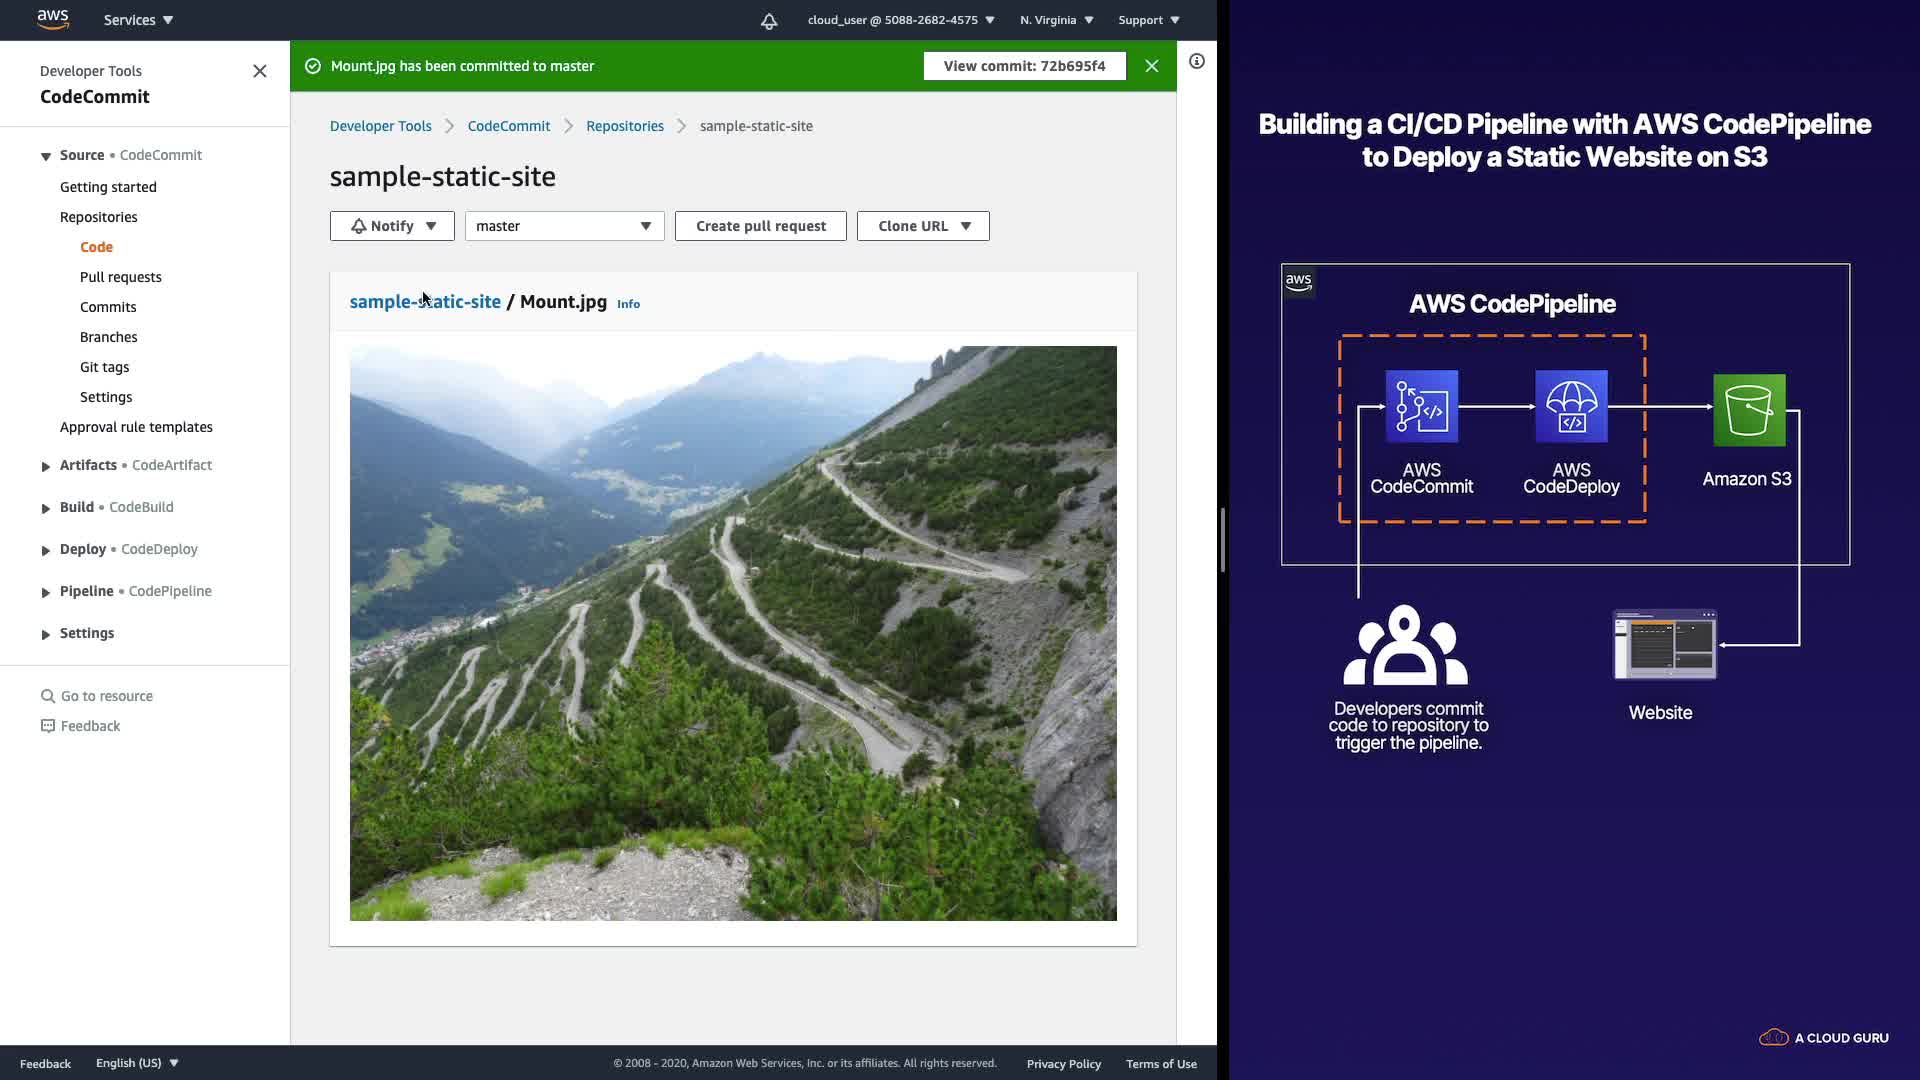 aws
Services
cloud_user @ 5088-2682-4575
N. Virginia
Support
Developer Tools
CodeCommit
Source • CodeCommit
Getting started
Repositories
Code
Pull requests
Commits
Branches
Git tags
Settings
Approval rule templates
Artifacts • CodeArtifact
Build • CodeBuild
Deploy • CodeDeploy
Pipeline • CodePipeline
Settings
Go to resource
Feedback
Mount.jpg has been committed to master
View commit: 72b695f4
Developer Tools
CodeCommit
Repositories
sample-static-site
sample-static-site
Notify
master
Create pull request
Clone URL
sample-static-site / Mount.jpg Info
Feedback
English (US)
© 2008 - 2020, Amazon Web Services, Inc. or its affiliates. All rights reserved.
Privacy Policy
Terms of Use
Building a CI/CD Pipeline with AWS CodePipeline
to Deploy a Static Website on S3
aws
AWS CodePipeline
AWS
CodeCommit
AWS
CodeDeploy
Amazon S3
Developers commit
code to repository to
trigger the pipeline.
Website
A CLOUD GURU